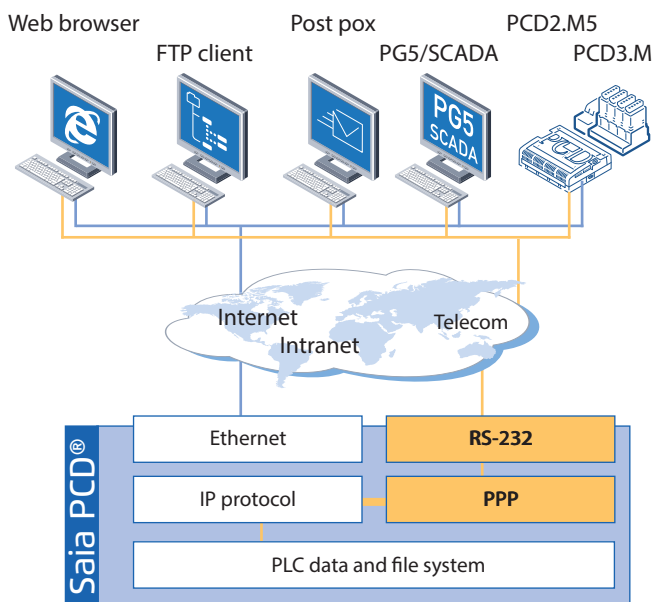 Web browser
Post pox
PCD2.M5
FTP client
PG5/SCADA
PCD3.M
PG5
SCADA
PCD
Internet
Telecom
Intranet
Saia PCD®
Ethernet
RS-232
IP protocol
PPP
PLC data and file system